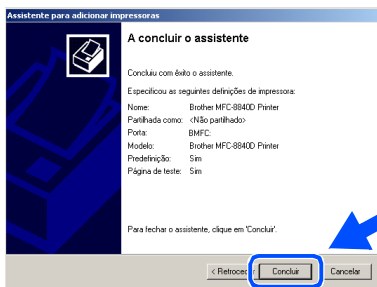 Assistente para adicionar impressoras
A concluir o assistente
Concluiu com êxito o assistente.
Especificou as seguintes definições de impressora:
Nome: Brother MFC-8840D Printer
Partilhada como: <Não partilhado>
Porta: BMFC:
Modelo: Brother MFC-8840D Printer
Predefinição: Sim
Página de teste: Sim
Para fechar o assistente, clique em 'Concluir'.
< Retroceder Concluir Cancelar